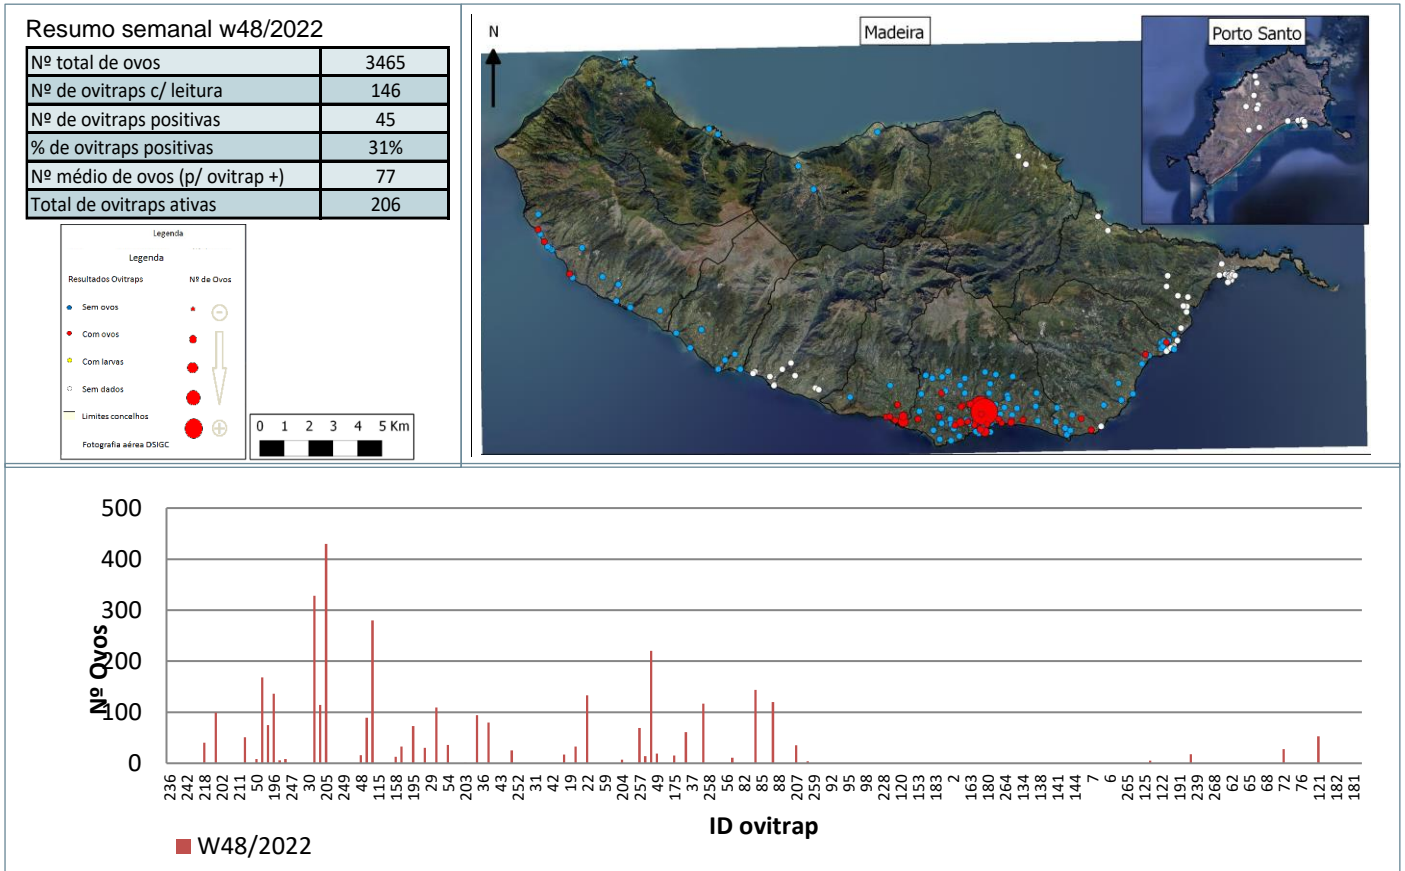 Resumo semanal w48/2022
Nº total de ovos 3465
Nº de ovitraps c/ leitura 146
Nº de ovitraps positivas 45
% de ovitraps positivas 31%
Nº médio de ovos (p/ ovitrap +) 77
Total de ovitraps ativas 206
Legenda
Legenda
Resultados Ovitraps Nº de Ovos
Sem ovos
Com ovos
Com larvas
Sem dados
Limites concelhos
Fotografia aérea DSIGC
0 1 2 3 4 5 Km
N
Madeira
Porto Santo
Nº Ovos
500
400
300
200
100
0
236 242 218 202 211 50 196 247 30 205 249 48 115 158 195 29 54 203 36 43 252 31 42 19 22 59 204 257 49 175 37 258 56 82 85 88 207 259 92 95 98 228 120 153 183 2 163 180 264 134 138 141 144 7 6 265 125 122 191 239 268 62 65 68 72 76 121 182 181
ID ovitrap
W48/2022